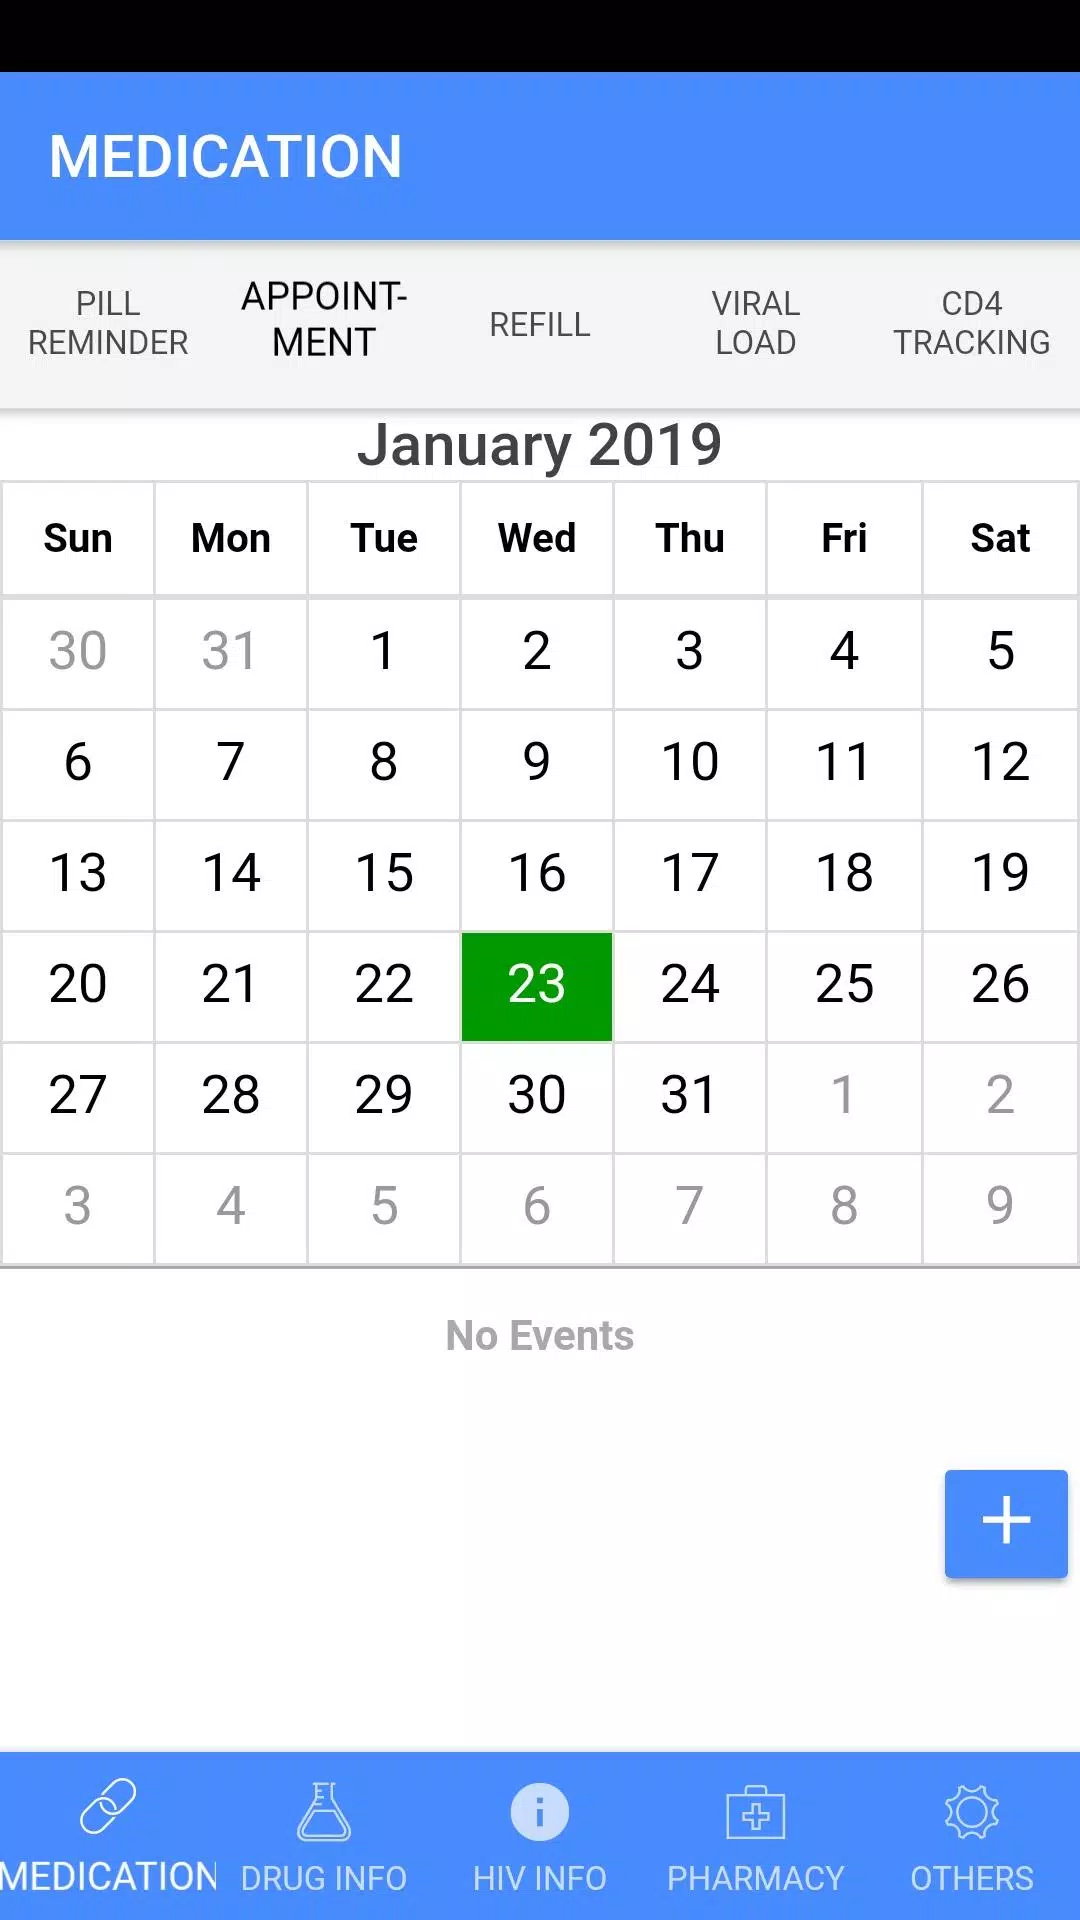 MEDICATION
PILL REMINDER
APPOINT-MENT
REFILL
VIRAL LOAD
CD4 TRACKING
January 2019
Sun Mon Tue Wed Thu Fri Sat
30 31 1 2 3 4 5
6 7 8 9 10 11 12
13 14 15 16 17 18 19
20 21 22 23 24 25 26
27 28 29 30 31 1 2
3 4 5 6 7 8 9
No Events
+
MEDICATION DRUG INFO HIV INFO PHARMACY OTHERS